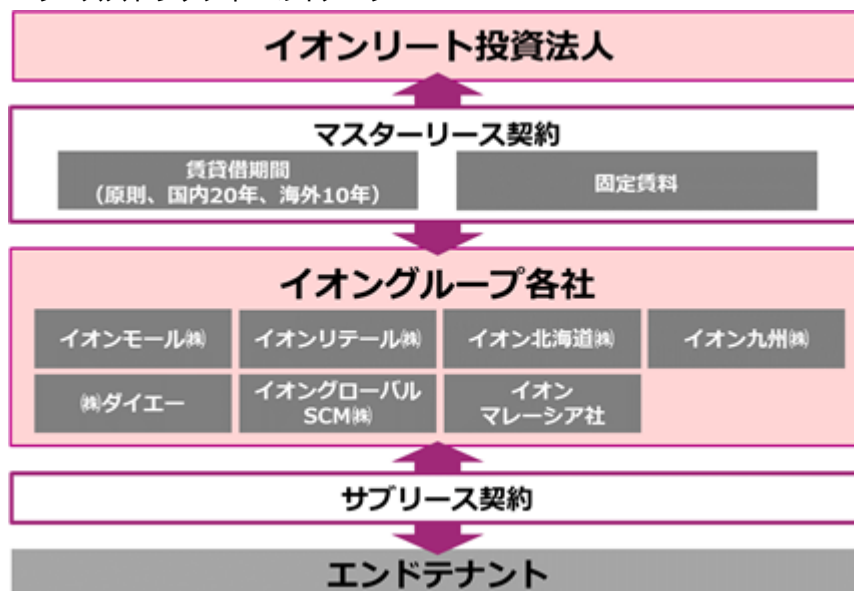 イオンリート投資法人
マスターリース契約
賃貸借期間
（原則、国内20年、海外10年）
固定賃料
イオングループ各社
イオンモール㈱
イオンリテール㈱
イオン北海道㈱
イオン九州㈱
㈱ダイエー
イオングローバル
SCM㈱
イオン
マレーシア社
サブリース契約
エンドテナント